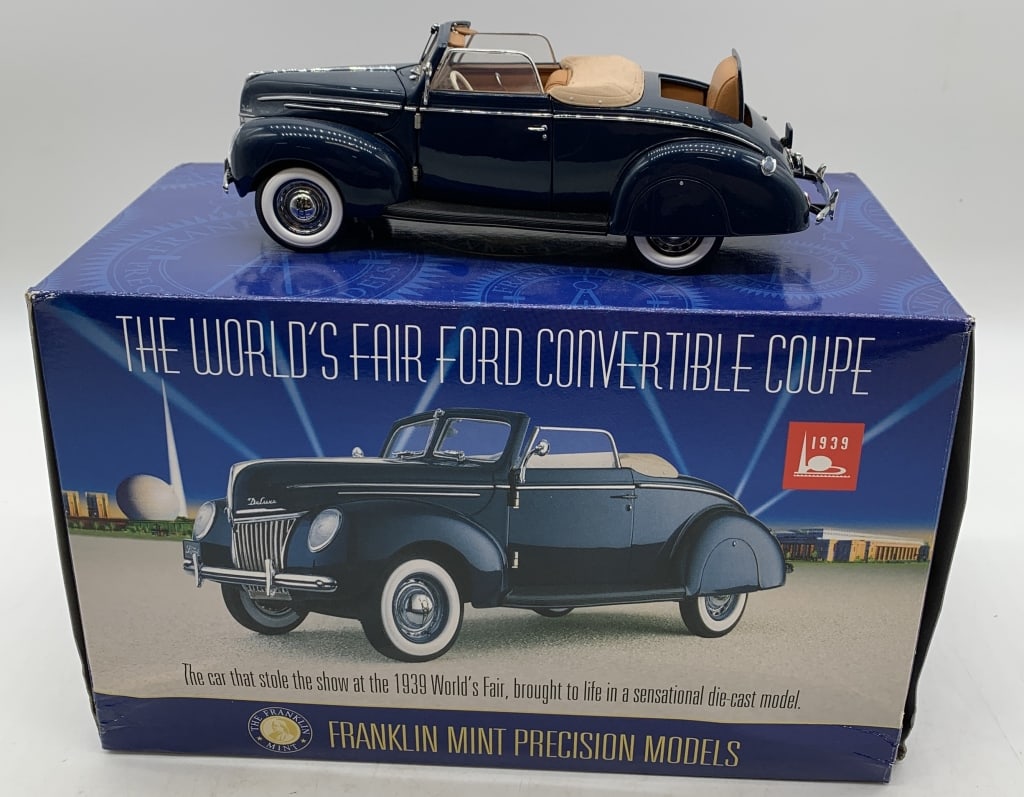 THE WORLD'S FAIR FORD CONVERTIBLE COUPE
1939
DeLuxe
The car that stole the show at the 1939 World's Fair, brought to life in a sensational die-cast model.
THE FRANKLIN MINT
FRANKLIN MINT PRECISION MODELS